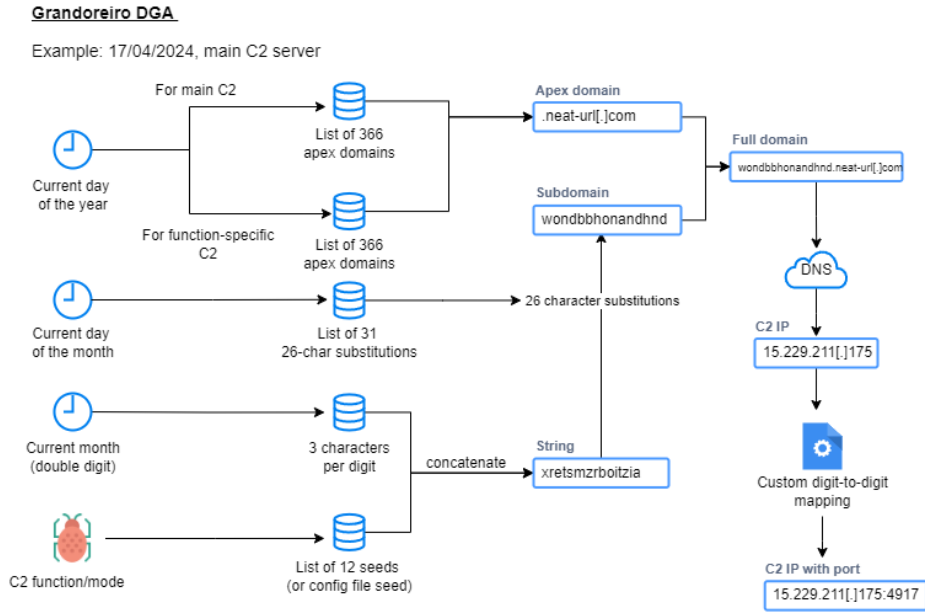 Grandoreiro DGA
Example: 17/04/2024, main C2 server
For main C2
List of 366
apex domains
Current day
of the year
For function-specific
C2
List of 366
apex domains
Apex domain
.neat-url[.]com
Subdomain
wondbbhonandhnd
Full domain
wondbbhonandhnd.neat-url[.]com
DNS
Current day
of the month
List of 31
26-char substitutions
26 character substitutions
C2 IP
15.229.211[.]175
Current month
(double digit)
3 characters
per digit
concatenate
String
xretsmzrboitzia
Custom digit-to-digit
mapping
C2 function/mode
List of 12 seeds
(or config file seed)
C2 IP with port
15.229.211[.]175:4917